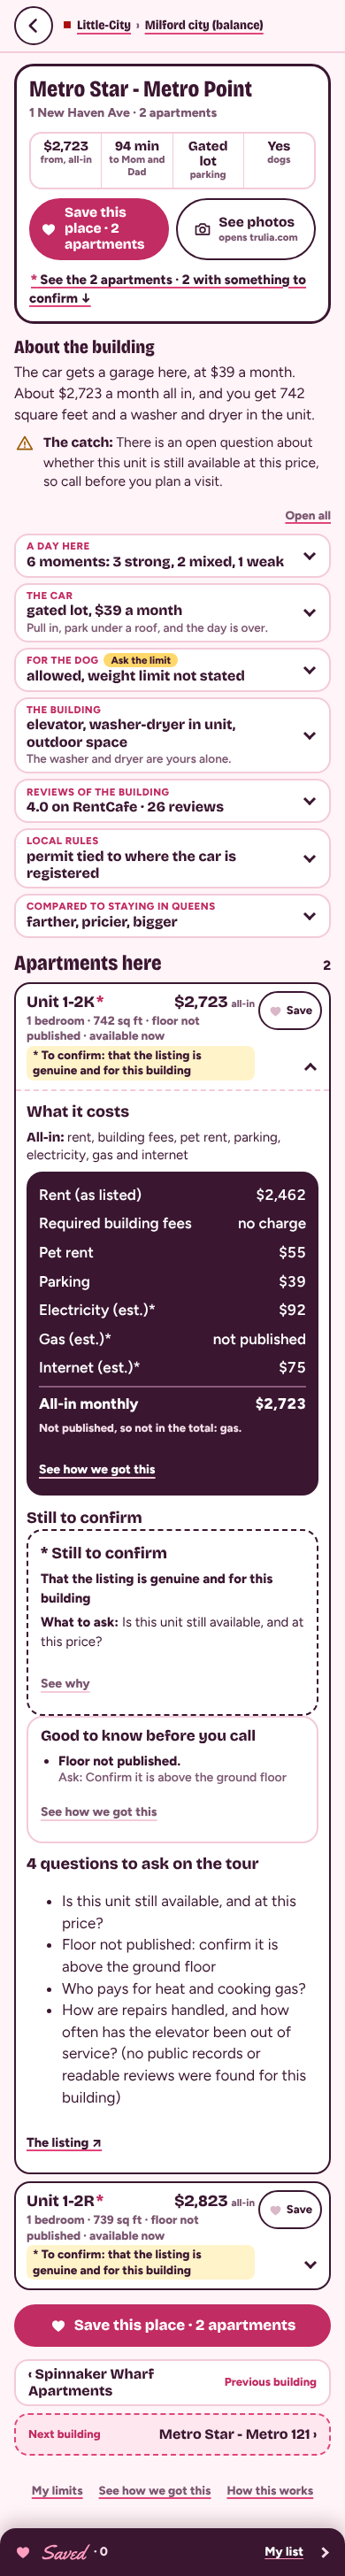 Little-City › Milford city (balance)
Metro Star - Metro Point
1 New Haven Ave · 2 apartments
$2,723
from, all-in
94 min
to Mom and
Dad
Gated
lot
parking
Yes
dogs
Save this
place · 2
apartments
See photos
opens trulia.com
* See the 2 apartments · 2 with something to
confirm ↓
About the building
The car gets a garage here, at $39 a month.
About $2,723 a month all in, and you get 742
square feet and a washer and dryer in the unit.
The catch: There is an open question about
whether this unit is still available at this price,
so call before you plan a visit.
Open all
A DAY HERE
6 moments: 3 strong, 2 mixed, 1 weak
THE CAR
gated lot, $39 a month
Pull in, park under a roof, and the day is over.
FOR THE DOG Ask the limit
allowed, weight limit not stated
THE BUILDING
elevator, washer-dryer in unit,
outdoor space
The washer and dryer are yours alone.
REVIEWS OF THE BUILDING
4.0 on RentCafe · 26 reviews
LOCAL RULES
permit tied to where the car is
registered
COMPARED TO STAYING IN QUEENS
farther, pricier, bigger
Apartments here 2
Unit 1-2K* $2,723 all-in Save
1 bedroom · 742 sq ft · floor not
published · available now
* To confirm: that the listing is
genuine and for this building
What it costs
All-in: rent, building fees, pet rent, parking,
electricity, gas and internet
Rent (as listed) $2,462
Required building fees no charge
Pet rent $55
Parking $39
Electricity (est.)* $92
Gas (est.)* not published
Internet (est.)* $75
All-in monthly $2,723
Not published, so not in the total: gas.
See how we got this
Still to confirm
* Still to confirm
That the listing is genuine and for this
building
What to ask: Is this unit still available, and at
this price?
See why
Good to know before you call
• Floor not published.
Ask: Confirm it is above the ground floor
See how we got this
4 questions to ask on the tour
• Is this unit still available, and at this
price?
• Floor not published: confirm it is
above the ground floor
• Who pays for heat and cooking gas?
• How are repairs handled, and how
often has the elevator been out of
service? (no public records or
readable reviews were found for this
building)
The listing ↗
Unit 1-2R* $2,823 all-in Save
1 bedroom · 739 sq ft · floor not
published · available now
* To confirm: that the listing is
genuine and for this building
Save this place · 2 apartments
‹ Spinnaker Wharf
Apartments
Previous building
Next building Metro Star - Metro 121 ›
My limits See how we got this How this works
Saved · 0 My list